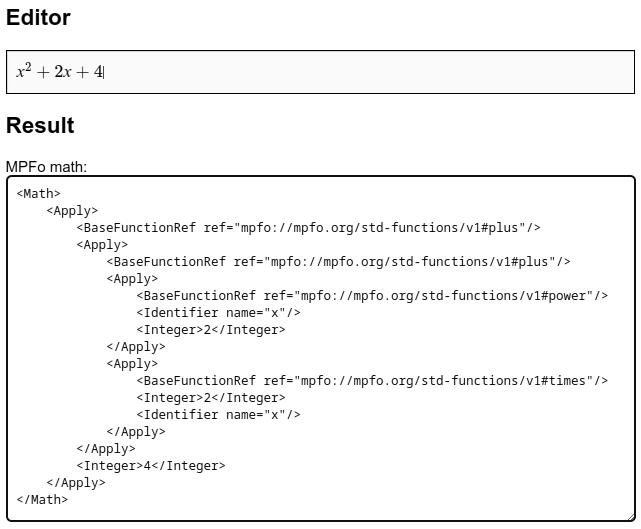 Editor
x² + 2x + 4
Result
MPFo math:
<Math>
    <Apply>
        <BaseFunctionRef ref="mpfo://mpfo.org/std-functions/v1#plus"/>
        <Apply>
            <BaseFunctionRef ref="mpfo://mpfo.org/std-functions/v1#plus"/>
            <Apply>
                <BaseFunctionRef ref="mpfo://mpfo.org/std-functions/v1#power"/>
                <Identifier name="x"/>
                <Integer>2</Integer>
            </Apply>
            <Apply>
                <BaseFunctionRef ref="mpfo://mpfo.org/std-functions/v1#times"/>
                <Integer>2</Integer>
                <Identifier name="x"/>
            </Apply>
        </Apply>
        <Integer>4</Integer>
    </Apply>
</Math>